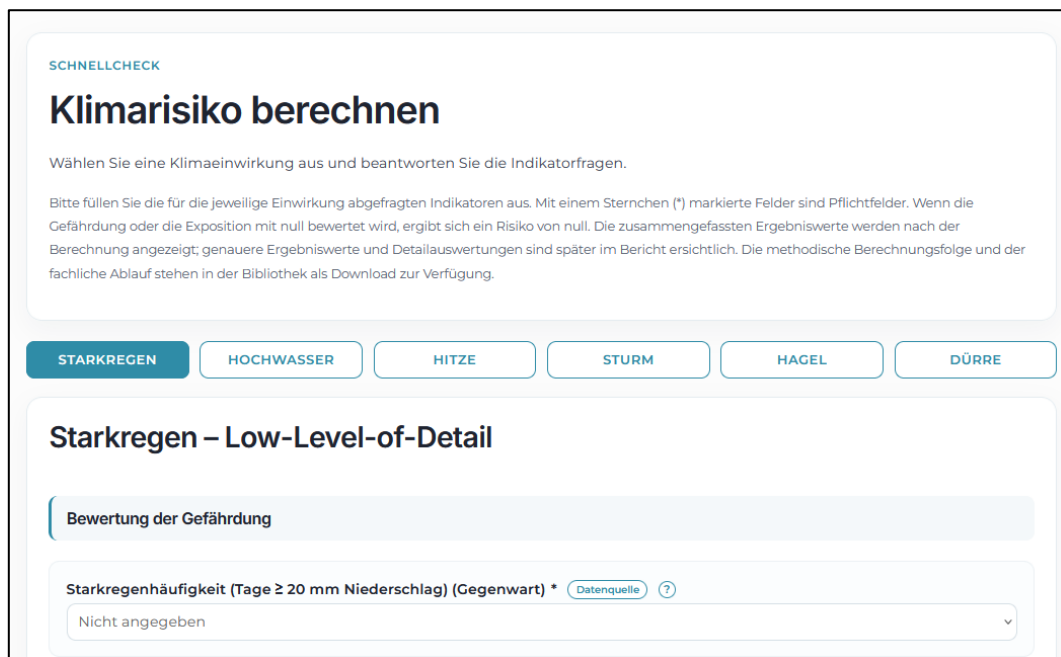 SCHNELLCHECK
Klimarisiko berechnen
Wählen Sie eine Klimaeinwirkung aus und beantworten Sie die Indikatorfragen.
Bitte füllen Sie die für die jeweilige Einwirkung abgefragten Indikatoren aus. Mit einem Sternchen (*) markierte Felder sind Pflichtfelder. Wenn die
Gefährdung oder die Exposition mit null bewertet wird, ergibt sich ein Risiko von null. Die zusammengefassten Ergebniswerte werden nach der
Berechnung angezeigt; genauere Ergebniswerte und Detailauswertungen sind später im Bericht ersichtlich. Die methodische Berechnungsfolge und der
fachliche Ablauf stehen in der Bibliothek als Download zur Verfügung.
STARKREGEN HOCHWASSER HITZE STURM HAGEL DÜRRE
Starkregen – Low-Level-of-Detail
Bewertung der Gefährdung
Starkregenhäufigkeit (Tage ≥ 20 mm Niederschlag) (Gegenwart) * Datenquelle ?
Nicht angegeben